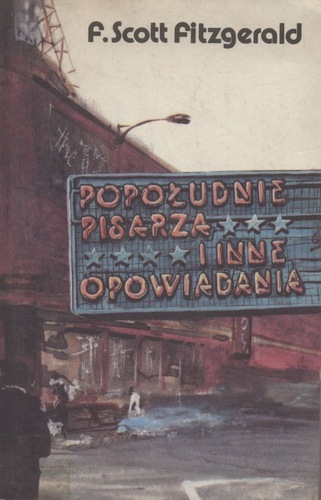 F. Scott Fitzgerald
POPOŁUDNIE
PISARZA ★★★
★★★★ I INNE
OPOWIADANIA